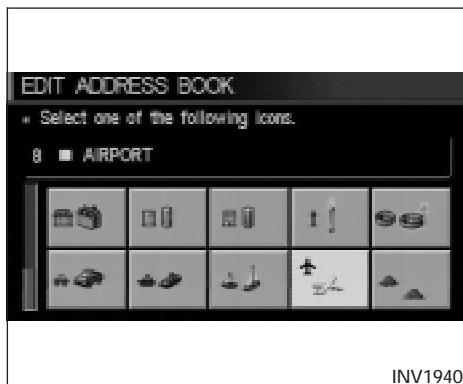 EDIT ADDRESS BOOK
Select one of the following icons.
8 AIRPORT
INV1940